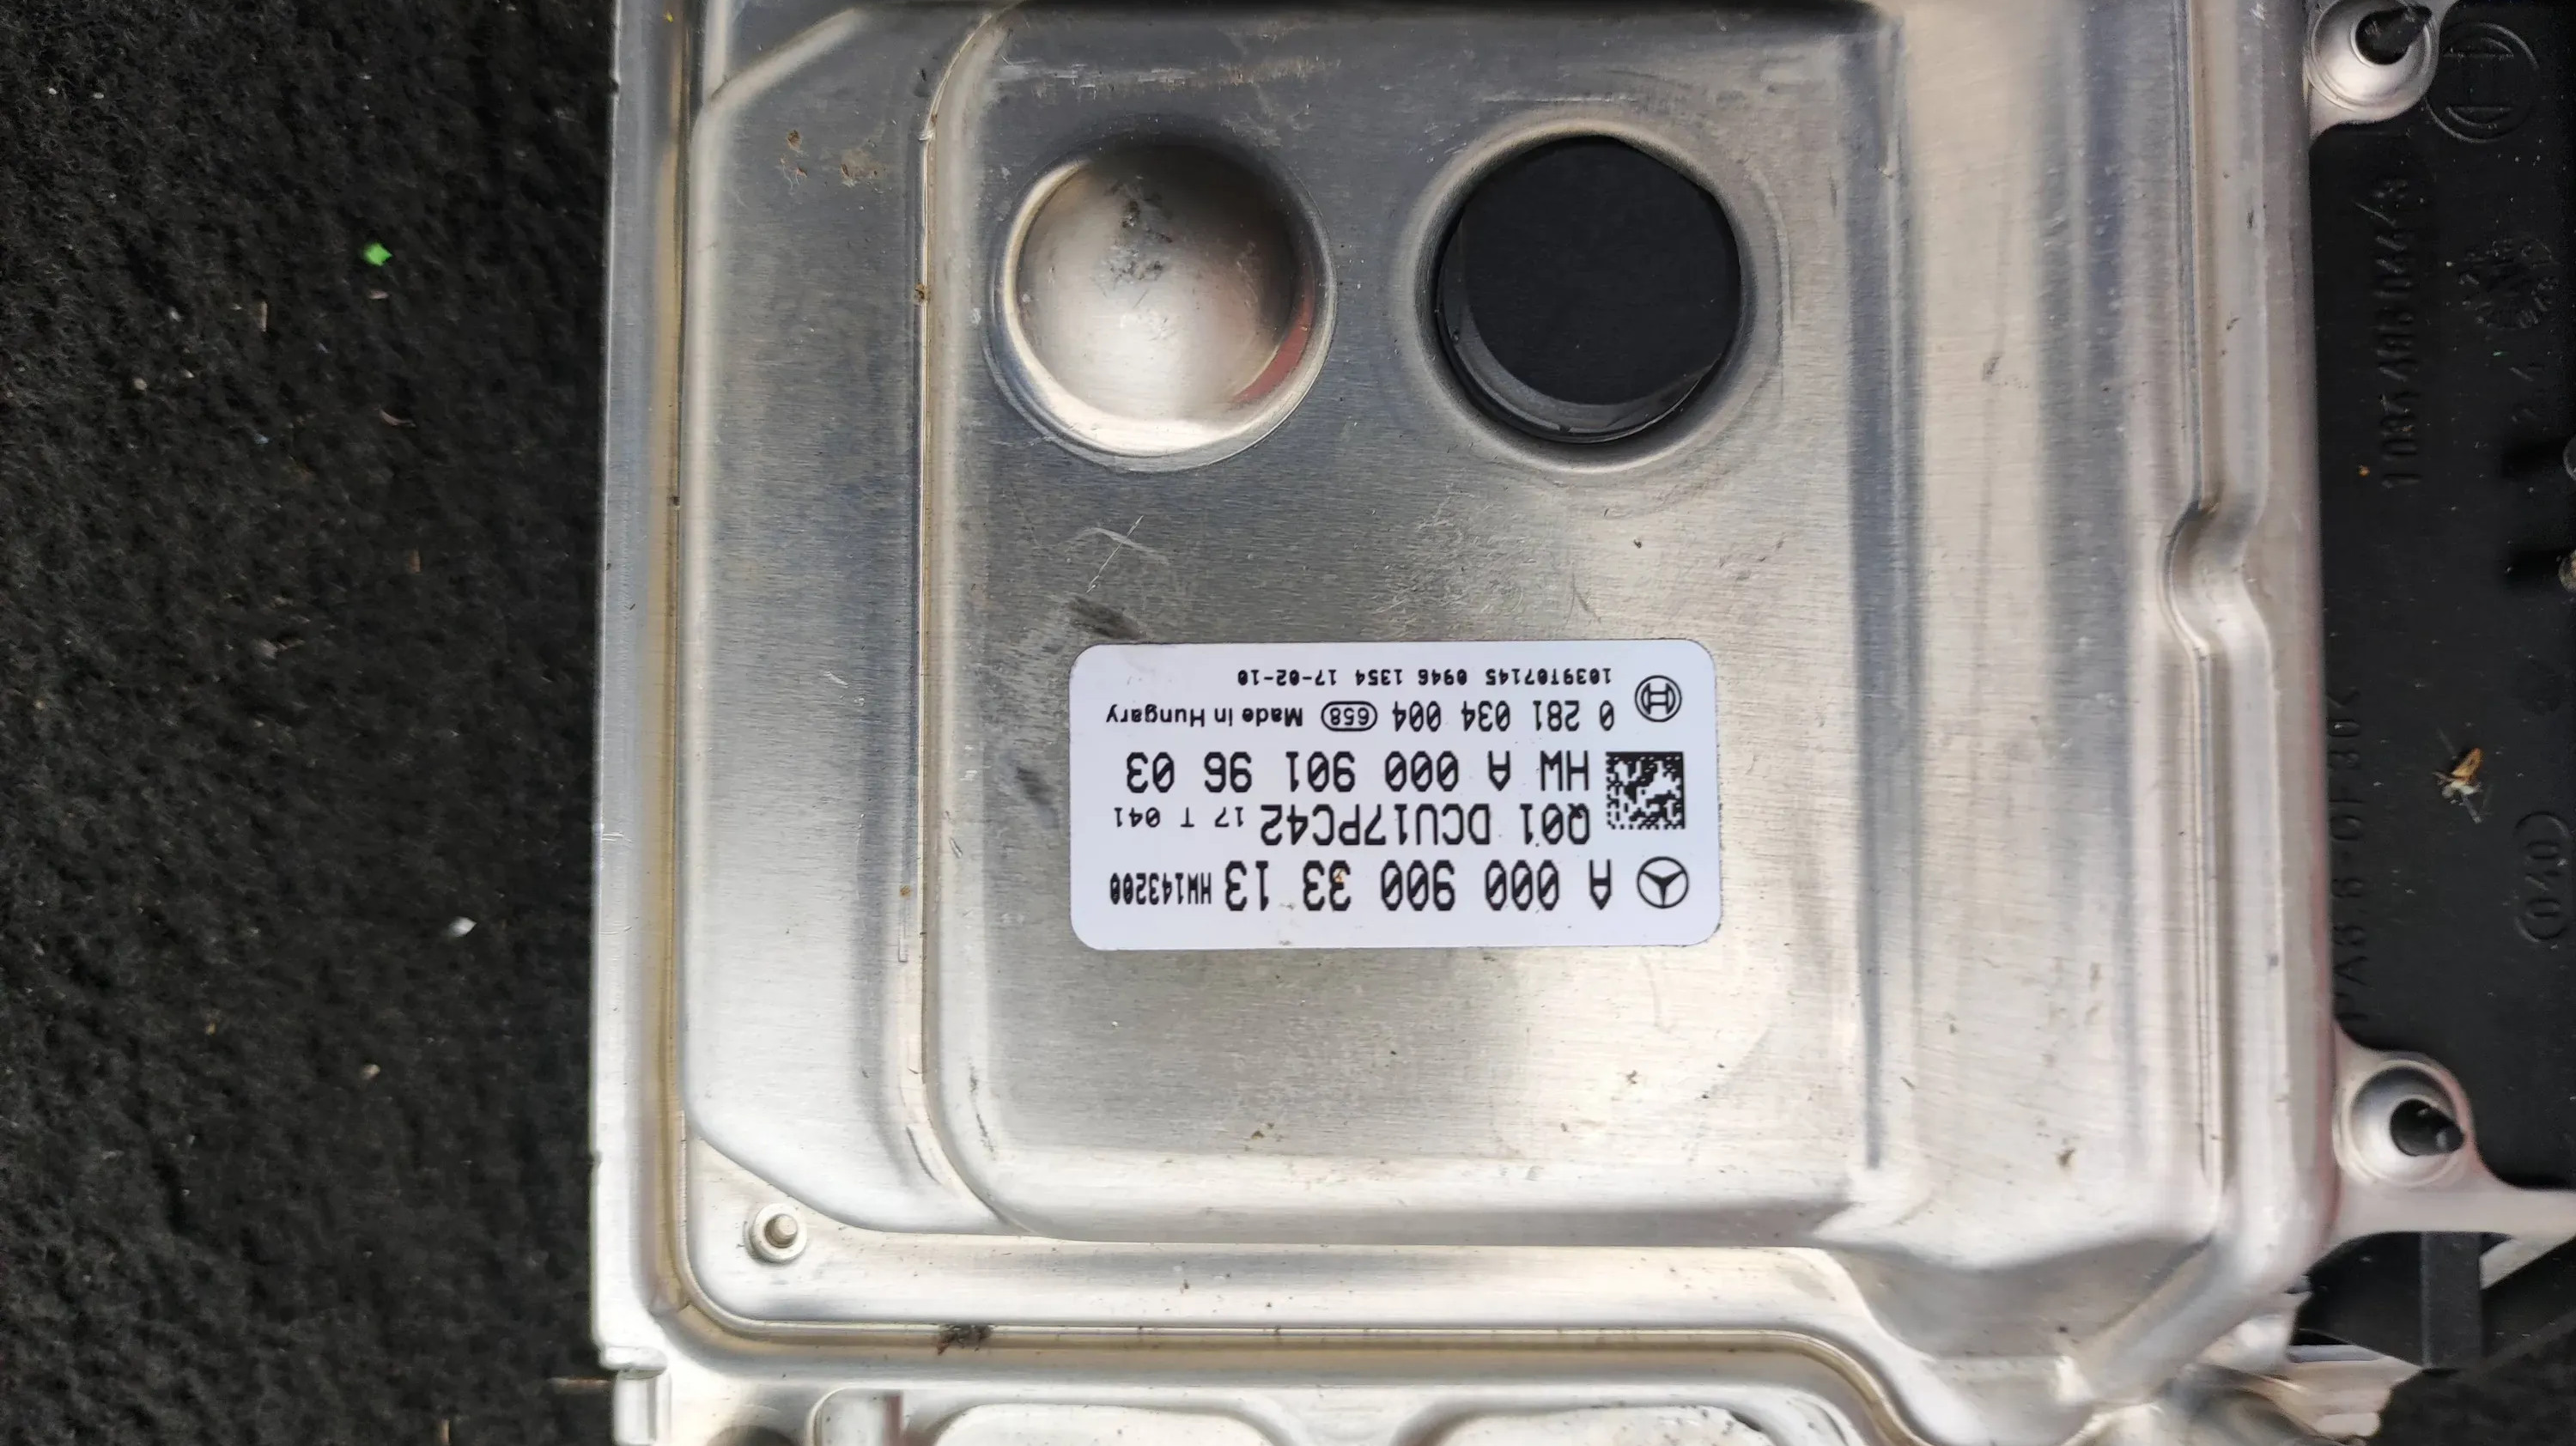 A 000 900 33 13 HW143200
Q01 DCU17PC42 17 T 041
HW A 000 901 96 03
0 281 034 004 658 Made in Hungary
1039T07145 0946 1354 17-02-10
(040)